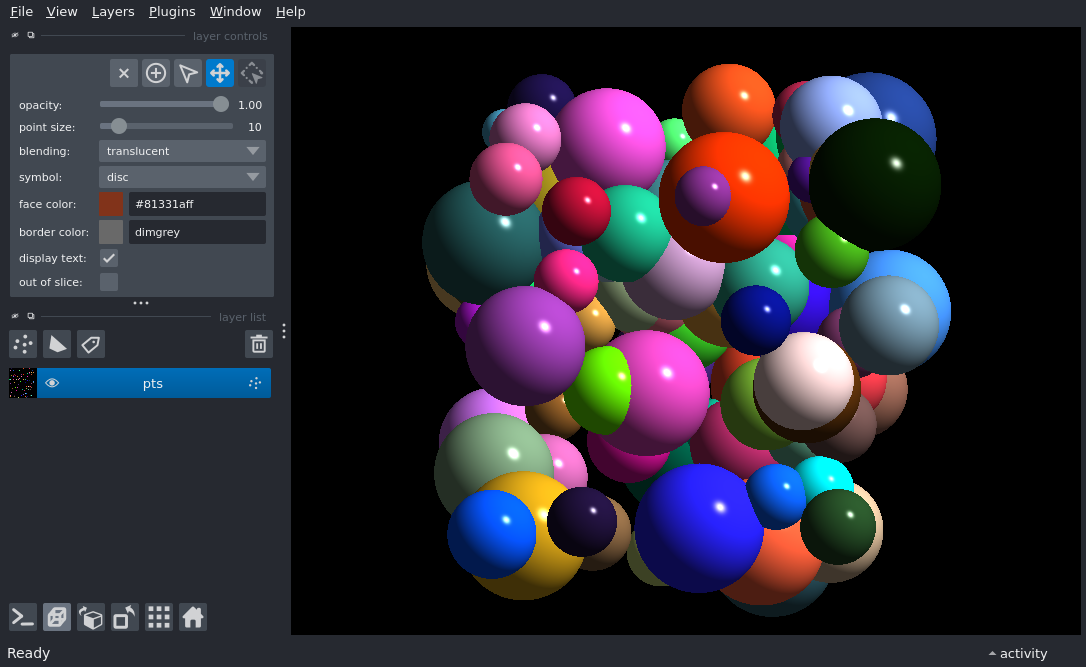 File View Layers Plugins Window Help
layer controls
opacity: 1.00
point size: 10
blending: translucent
symbol: disc
face color: #81331aff
border color: dimgrey
display text:
out of slice:
layer list
pts
Ready
activity